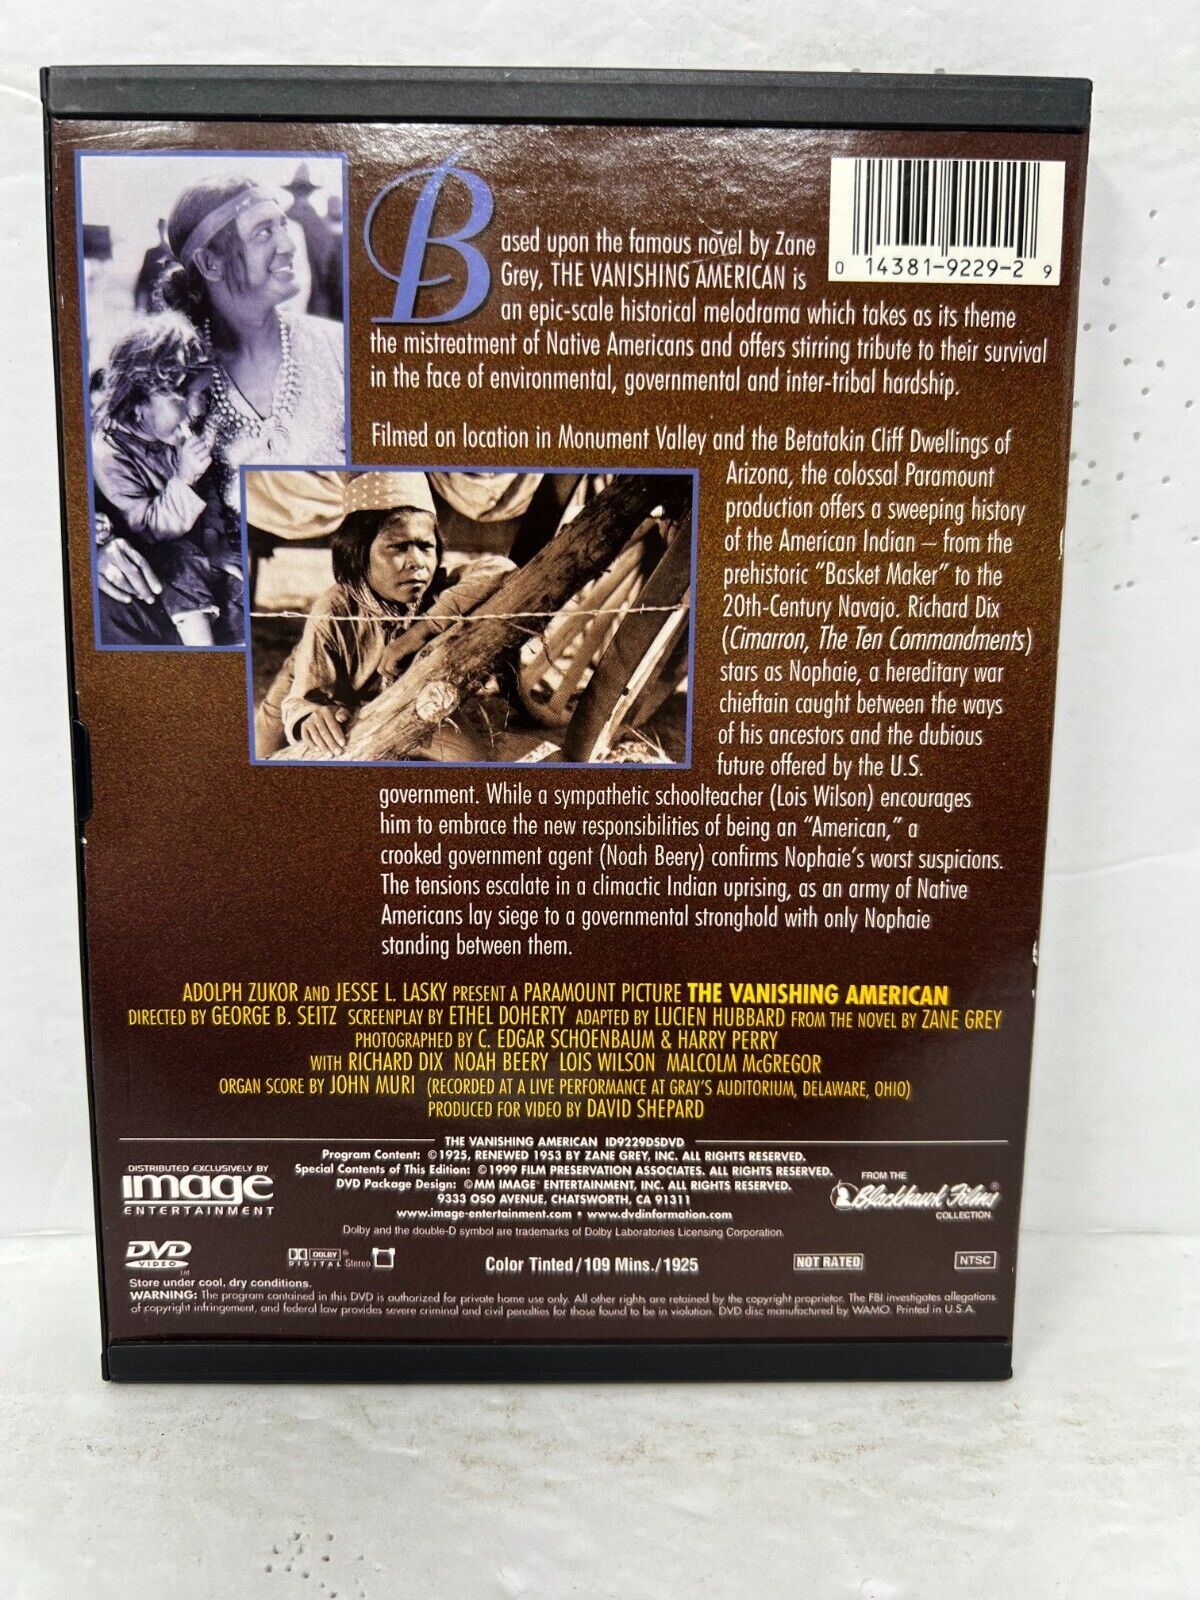 Based upon the famous novel by Zane
Grey, THE VANISHING AMERICAN is
an epic-scale historical melodrama which takes as its theme
the mistreatment of Native Americans and offers stirring tribute to their survival
in the face of environmental, governmental and inter-tribal hardship.
0 14381-9229-2 9
Filmed on location in Monument Valley and the Betatakin Cliff Dwellings of
Arizona, the colossal Paramount
production offers a sweeping history
of the American Indian – from the
prehistoric "Basket Maker" to the
20th-Century Navajo. Richard Dix
(Cimarron, The Ten Commandments)
stars as Nophaie, a hereditary war
chieftain caught between the ways
of his ancestors and the dubious
future offered by the U.S.
government. While a sympathetic schoolteacher (Lois Wilson) encourages
him to embrace the new responsibilities of being an "American," a
crooked government agent (Noah Beery) confirms Nophaie's worst suspicions.
The tensions escalate in a climactic Indian uprising, as an army of Native
Americans lay siege to a governmental stronghold with only Nophaie
standing between them.
ADOLPH ZUKOR AND JESSE L. LASKY PRESENT A PARAMOUNT PICTURE THE VANISHING AMERICAN
DIRECTED BY GEORGE B. SEITZ SCREENPLAY BY ETHEL DOHERTY ADAPTED BY LUCIEN HUBBARD FROM THE NOVEL BY ZANE GREY
PHOTOGRAPHED BY C. EDGAR SCHOENBAUM & HARRY PERRY
WITH RICHARD DIX NOAH BEERY LOIS WILSON MALCOLM McGREGOR
ORGAN SCORE BY JOHN MURI (RECORDED AT A LIVE PERFORMANCE AT GRAY'S AUDITORIUM, DELAWARE, OHIO)
PRODUCED FOR VIDEO BY DAVID SHEPARD
THE VANISHING AMERICAN ID9229DSDVD
Program Content: ©1925, RENEWED 1953 BY ZANE GREY, INC. ALL RIGHTS RESERVED.
Special Contents of This Edition: ©1999 FILM PRESERVATION ASSOCIATES. ALL RIGHTS RESERVED.
DVD Package Design: ©MM IMAGE ENTERTAINMENT, INC. ALL RIGHTS RESERVED.
9333 OSO AVENUE, CHATSWORTH, CA 91311
www.image-entertainment.com • www.dvdinformation.com
DISTRIBUTED EXCLUSIVELY BY
image
ENTERTAINMENT
FROM THE
Blackhawk Films
COLLECTION
Dolby and the double-D symbol are trademarks of Dolby Laboratories Licensing Corporation.
DVD
VIDEO
TM
DOLBY
DIGITAL Stereo
Color Tinted/109 Mins./1925
NOT RATED
NTSC
Store under cool, dry conditions.
WARNING: The program contained in this DVD is authorized for private home use only. All other rights are retained by the copyright proprietor. The FBI investigates allegations
of copyright infringement, and federal law provides severe criminal and civil penalties for those found to be in violation. DVD disc manufactured by WAMO. Printed in U.S.A.